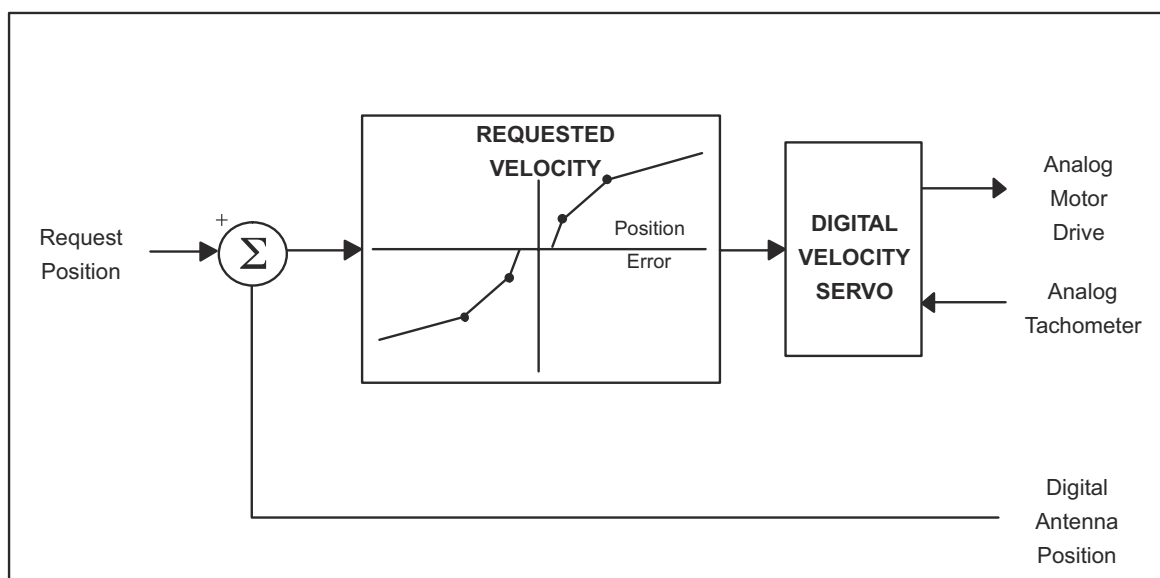 REQUESTED
VELOCITY
Request
Position
+
Σ
Position
Error
DIGITAL
VELOCITY
SERVO
Analog
Motor
Drive
Analog
Tachometer
Digital
Antenna
Position